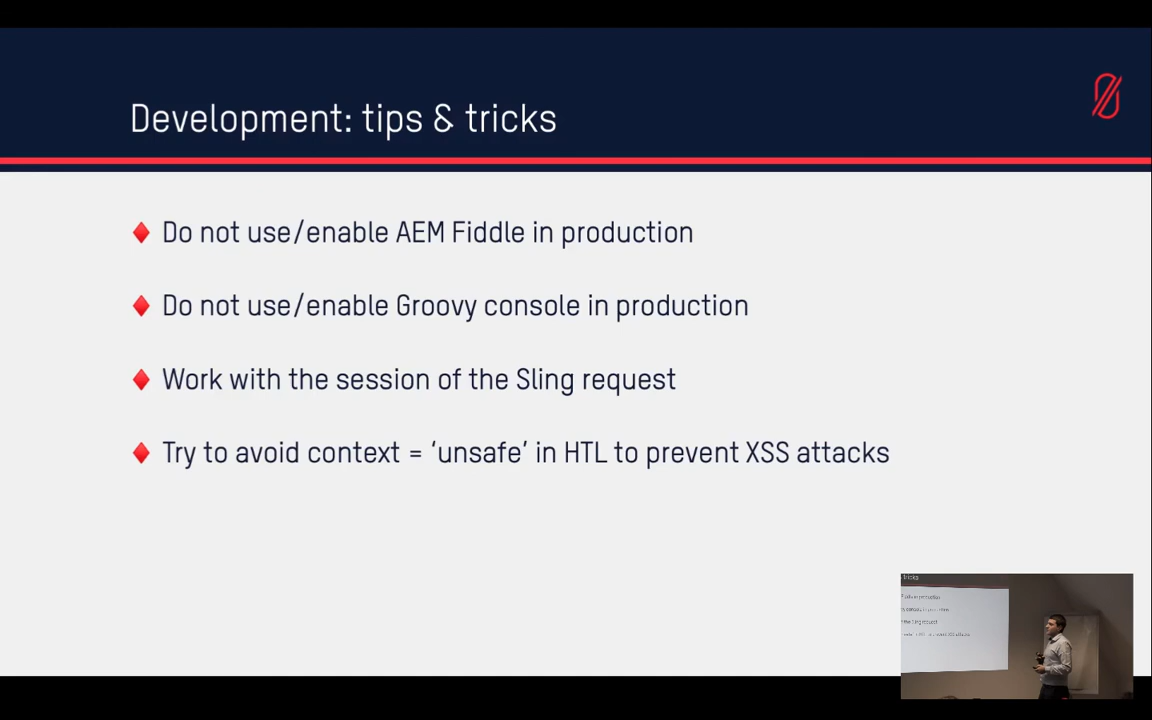 Development: tips & tricks
Do not use/enable AEM Fiddle in production
Do not use/enable Groovy console in production
Work with the session of the Sling request
Try to avoid context = ‘unsafe’ in HTL to prevent XSS attacks